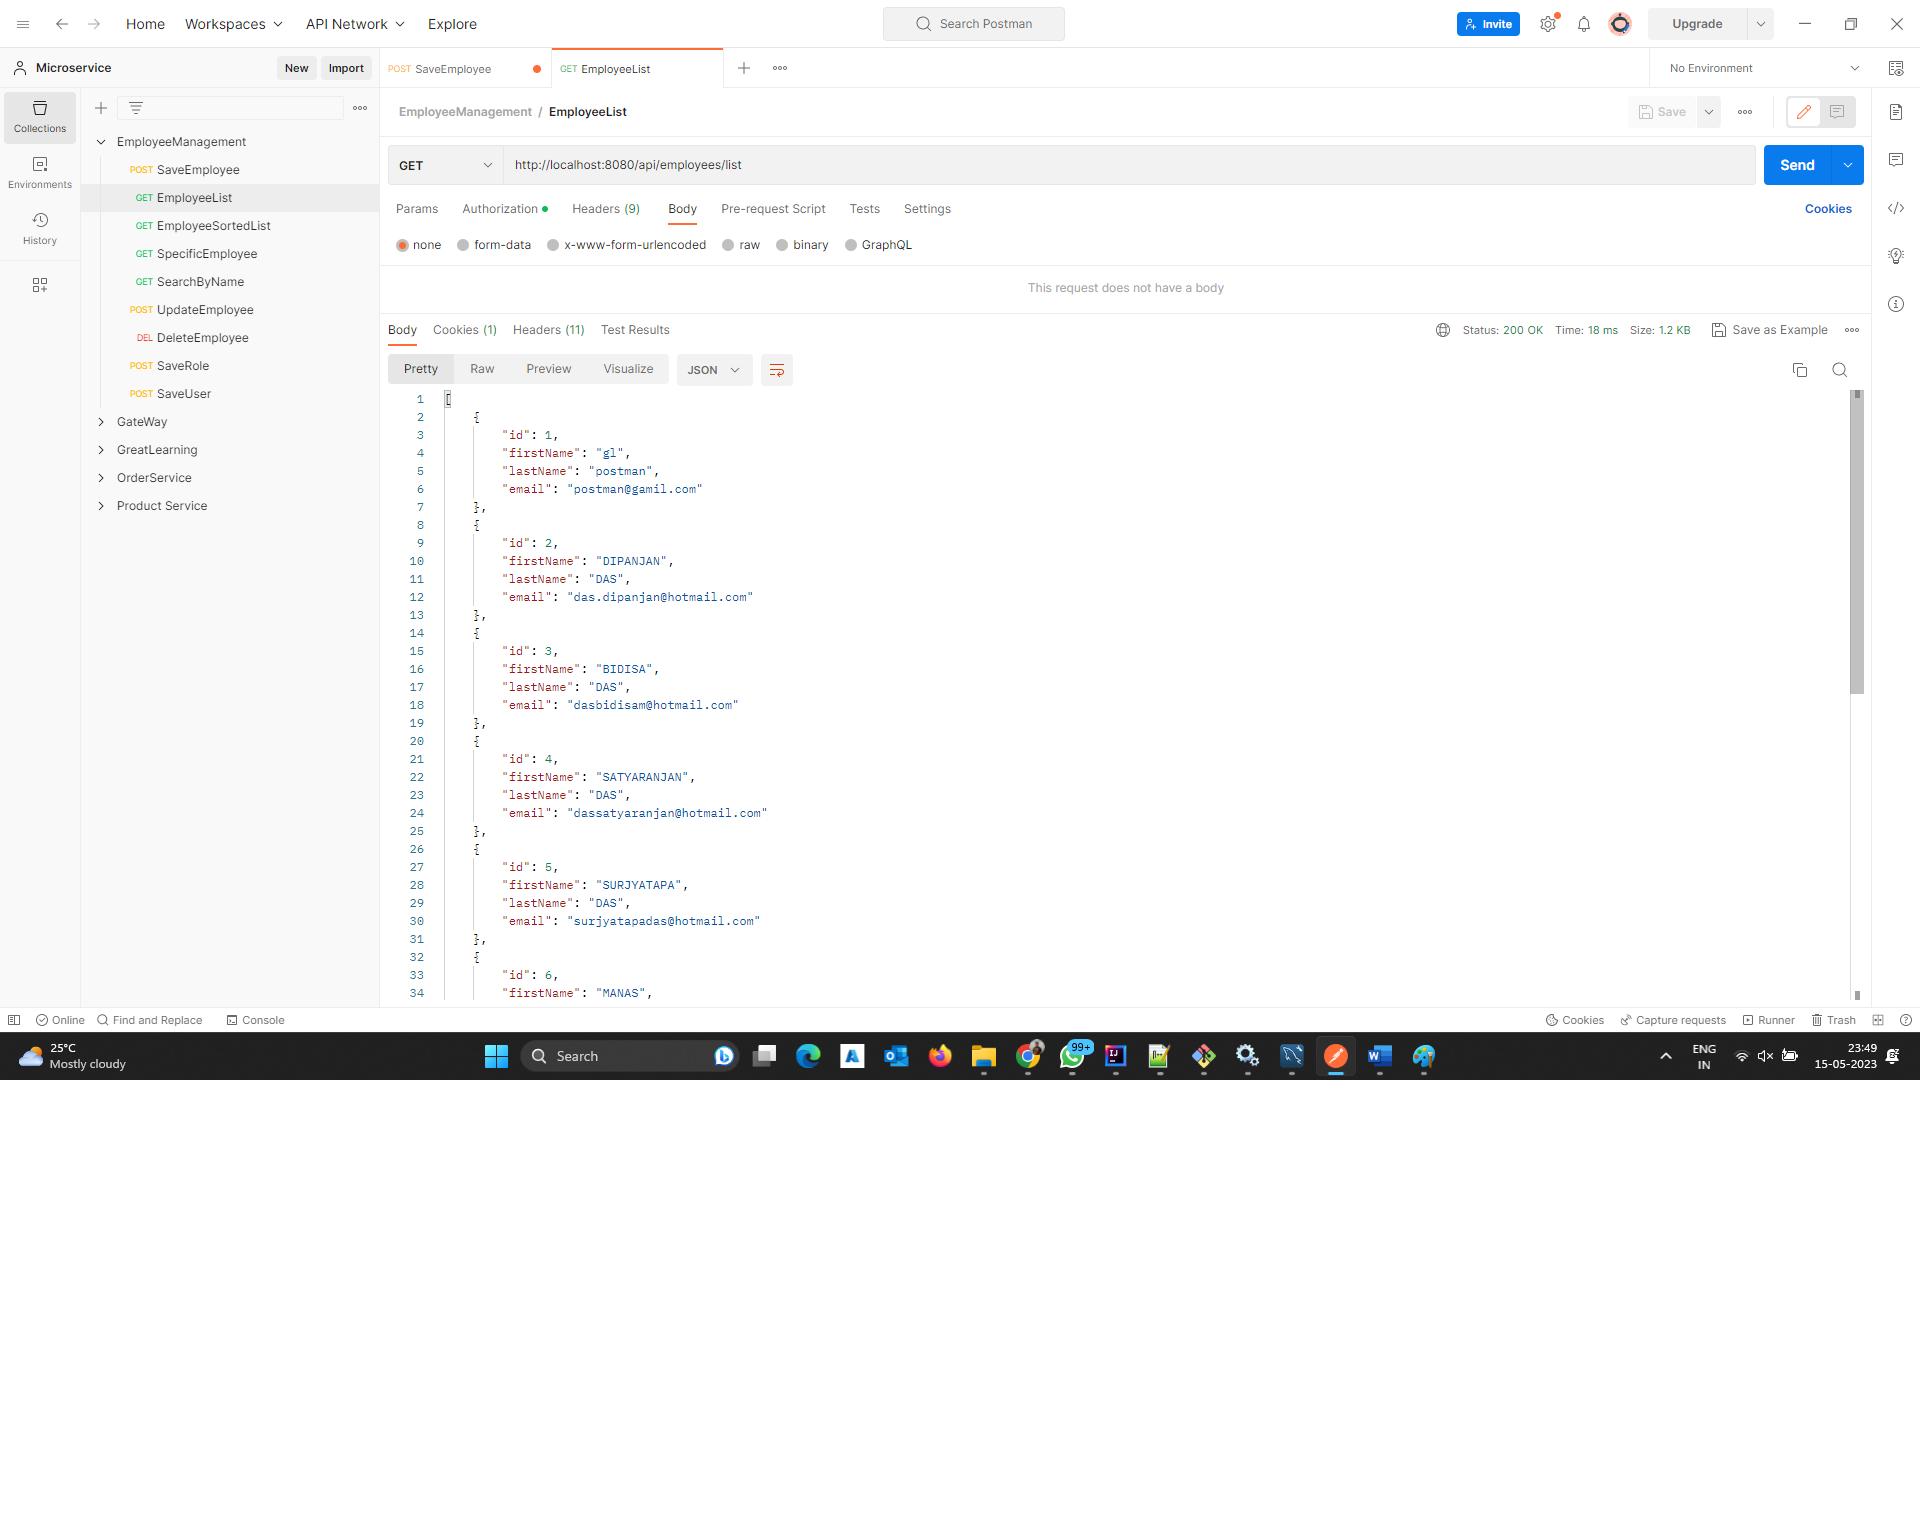 Home Workspaces API Network Explore
Search Postman
Invite
Upgrade
Microservice New Import
POST SaveEmployee
GET EmployeeList
No Environment
Collections
Environments
History
EmployeeManagement
POST SaveEmployee
GET EmployeeList
GET EmployeeSortedList
GET SpecificEmployee
GET SearchByName
POST UpdateEmployee
DEL DeleteEmployee
POST SaveRole
POST SaveUser
GateWay
GreatLearning
OrderService
Product Service
EmployeeManagement / EmployeeList
Save
GET http://localhost:8080/api/employees/list
Send
Params Authorization Headers (9) Body Pre-request Script Tests Settings
Cookies
none form-data x-www-form-urlencoded raw binary GraphQL
This request does not have a body
Body Cookies (1) Headers (11) Test Results
Status: 200 OK Time: 18 ms Size: 1.2 KB Save as Example
Pretty Raw Preview Visualize JSON
1 [
2 {
3 "id": 1,
4 "firstName": "gl",
5 "lastName": "postman",
6 "email": "postman@gamil.com"
7 },
8 {
9 "id": 2,
10 "firstName": "DIPANJAN",
11 "lastName": "DAS",
12 "email": "das.dipanjan@hotmail.com"
13 },
14 {
15 "id": 3,
16 "firstName": "BIDISA",
17 "lastName": "DAS",
18 "email": "dasbidisam@hotmail.com"
19 },
20 {
21 "id": 4,
22 "firstName": "SATYARANJAN",
23 "lastName": "DAS",
24 "email": "dassatyaranjan@hotmail.com"
25 },
26 {
27 "id": 5,
28 "firstName": "SURJYATAPA",
29 "lastName": "DAS",
30 "email": "surjyatapadas@hotmail.com"
31 },
32 {
33 "id": 6,
34 "firstName": "MANAS",
Online Find and Replace Console
Cookies Capture requests Runner Trash
25°C
Mostly cloudy
Search
99+
ENG
IN
23:49
15-05-2023